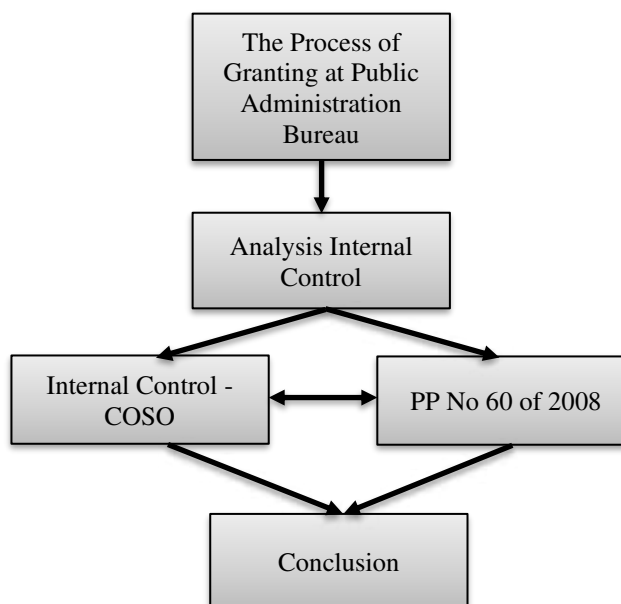 The Process of
Granting at Public
Administration
Bureau
Analysis Internal
Control
Internal Control -
COSO
PP No 60 of 2008
Conclusion